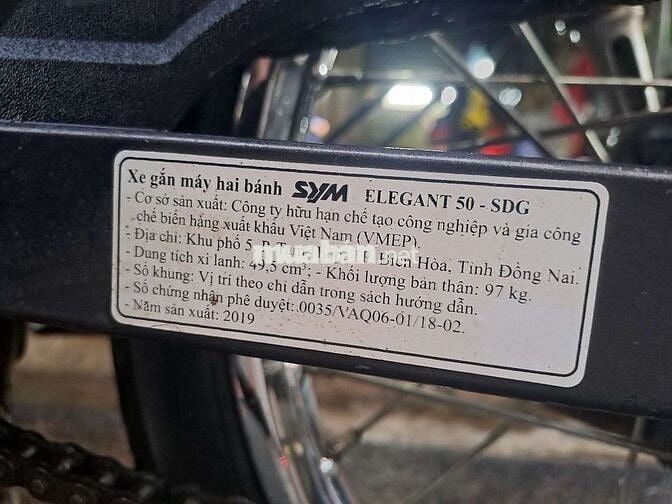 Xe gắn máy hai bánh SYM ELEGANT 50 - SDG
- Cơ sở sản xuất: Công ty hữu hạn chế tạo công nghiệp và gia công
chế biến hàng xuất khẩu Việt Nam (VMEP).
- Địa chỉ: Khu phố 5 Biên Hòa, Tỉnh Đồng Nai.
muaban.net
- Dung tích xi lanh: 49,5 cm³; - Khối lượng bản thân: 97 kg.
- Số khung: Vị trí theo chỉ dẫn trong sách hướng dẫn.
- Số chứng nhận phê duyệt: 0035/VAQ06-01/18-02.
- Năm sản xuất: 2019